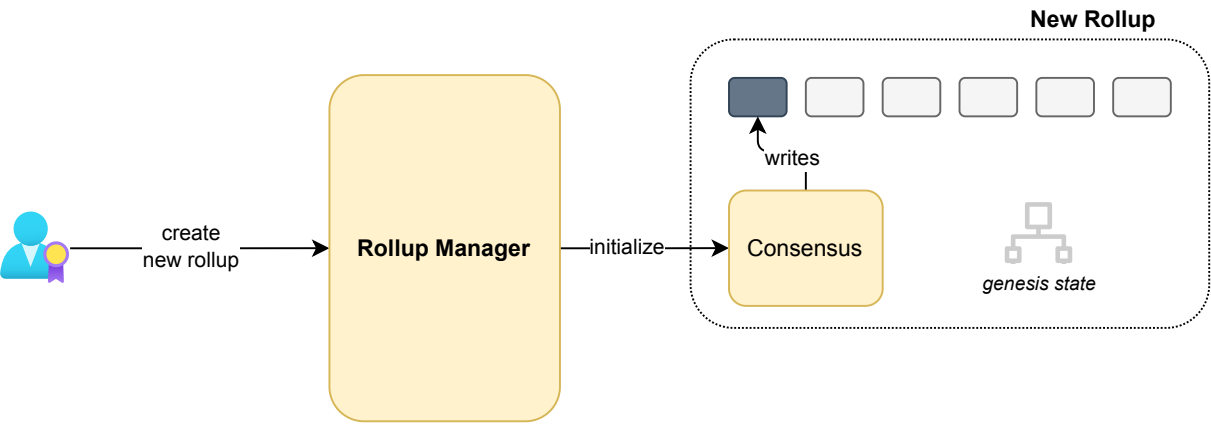 New Rollup
writes
create
new rollup
Rollup Manager
initialize
Consensus
genesis state